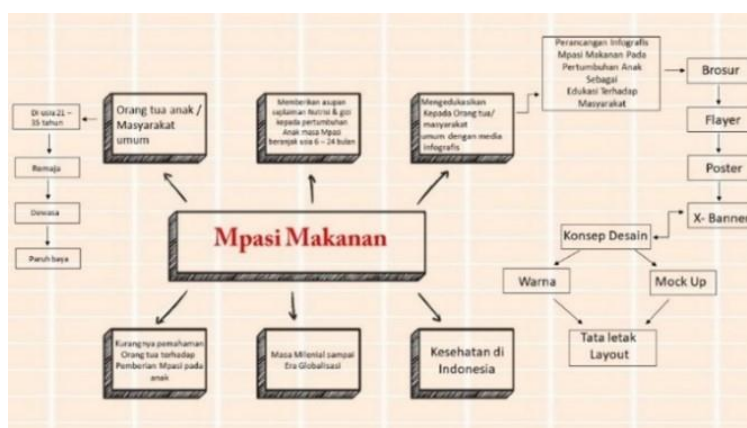 Perancangan Infografis
Mpasi Makanan Pada
Pertumbuhan Anak
Sebagai
Edukasi Terhadap
Masyarakat
Brosur
Flayer
Poster
X- Banner
Di usia 21 –
35 tahun
Remaja
Dewasa
Paruh baya
Orang tua anak /
Masyarakat
umum
Memberikan asupan
Nutrisi & gizi
kepada pertumbuhan
Anak masa Mpasi
beranjak usia 6 – 24 bulan
Mengedukasikan
Kepada Orang tua/
masyarakat
umum dengan media
infografis
Mpasi Makanan
Konsep Desain
Warna
Mock Up
Tata letak
Layout
Kurangnya pemahaman
Orang tua terhadap
Pemberian Mpasi pada
anak
Masa Milenial sampai
Era Globalisasi
Kesehatan di
Indonesia